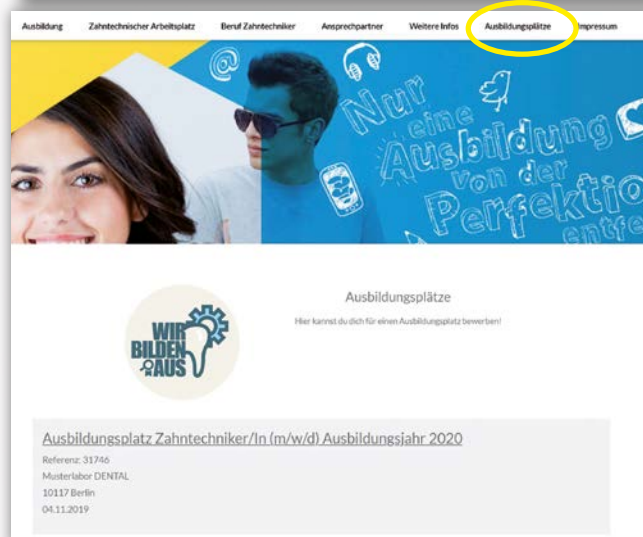 Ausbildung Zahntechnischer Arbeitsplatz Beruf Zahntechniker Ansprechpartner Weitere Infos Ausbildungsplätze Impressum
@
Nur
eine
Ausbildung
von der
Perfektio
entfe
Ausbildungsplätze
Hier kannst du dich für einen Ausbildungsplatz bewerben!
WIR
BILDEN
AUS
Ausbildungsplatz Zahntechniker/In (m/w/d) Ausbildungsjahr 2020
Referenz: 31746
Musterlabor DENTAL
10117 Berlin
04.11.2019